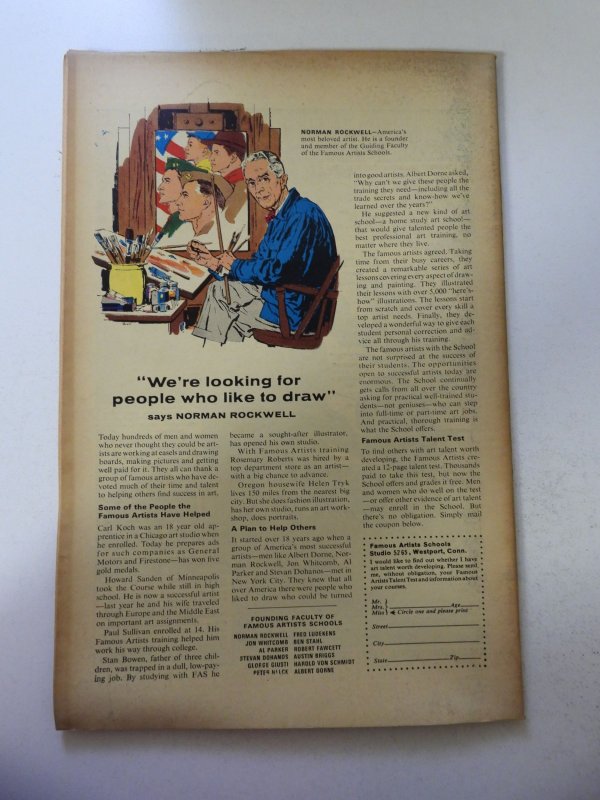 NORMAN ROCKWELL—America's
most beloved artist. He is a founder
and member of the Guiding Faculty
of the Famous Artists Schools.
"We're looking for
people who like to draw"
says NORMAN ROCKWELL
Today hundreds of men and women
who never thought they could be art-
ists are working at easels and drawing
boards, making pictures and getting
well paid for it. They all can thank a
group of famous artists who have de-
voted much of their time and talent
to helping others find success in art.
Some of the People the
Famous Artists Have Helped
Carl Koch was an 18 year old ap-
prentice in a Chicago art studio when
he enrolled. Today he prepares ads
for such companies as General
Motors and Firestone—has won five
gold medals.
Howard Sanden of Minneapolis
took the Course while still in high
school. He is now a successful artist
—last year he and his wife traveled
through Europe and the Middle East
on important art assignments.
Paul Sullivan enrolled at 14. His
Famous Artists training helped him
work his way through college.
Stan Bowen, father of three chil-
dren, was trapped in a dull, low-pay-
ing job. By studying with FAS he
became a sought-after illustrator,
has opened his own studio.
With Famous Artists training
Rosemary Roberts was hired by a
top department store as an artist—
with a big chance to advance.
Oregon housewife Helen Tryk
lives 150 miles from the nearest big
city. But she does fashion illustration,
has her own studio, runs an art work-
shop, does portraits.
A Plan to Help Others
It started over 18 years ago when a
group of America's most successful
artists—men like Albert Dorne, Nor-
man Rockwell, Jon Whitcomb, Al
Parker and Stevan Dohanos—met in
New York City. They knew that all
over America there were people who
liked to draw who could be turned
FOUNDING FACULTY OF
FAMOUS ARTISTS SCHOOLS
NORMAN ROCKWELL FRED LUDEKENS
JON WHITCOMB BEN STAHL
AL PARKER ROBERT FAWCETT
STEVAN DOHANOS AUSTIN BRIGGS
GEORGE GIUSTI HAROLD VON SCHMIDT
PETER HELCK ALBERT DORNE
into good artists. Albert Dorne asked,
"Why can't we give these people the
training they need—including all the
trade secrets and know-how we've
learned over the years?"
He suggested a new kind of art
school—a home study art school—
that would give talented people the
best professional art training, no
matter where they live.
The famous artists agreed. Taking
time from their busy careers, they
created a remarkable series of art
lessons covering every aspect of draw-
ing and painting. They illustrated
their lessons with over 5,000 "here's-
how" illustrations. The lessons start
from scratch and cover every skill a
top artist needs. Finally, they de-
veloped a wonderful way to give each
student personal correction and ad-
vice all through his training.
The famous artists with the School
are not surprised at the success of
their students. The opportunities
open to successful artists today are
enormous. The School continually
gets calls from all over the country
asking for practical well-trained stu-
dents—not geniuses—who can step
into full-time or part-time art jobs.
And practical, thorough training is
what the School offers.
Famous Artists Talent Test
To find others with art talent worth
developing, the Famous Artists cre-
ated a 12-page talent test. Thousands
paid to take this test, but now the
School offers and grades it free. Men
and women who do well on the test
—or offer other evidence of art talent
—may enroll in the School. But
there's no obligation. Simply mail
the coupon below.
Famous Artists Schools
Studio 5265, Westport, Conn.
I would like to find out whether I have
art talent worth developing. Please send
me, without obligation, your Famous
Artists Talent Test and information about
your courses.
Mr.
Mrs. Age
Miss Circle one and please print
Street
City
State Zip